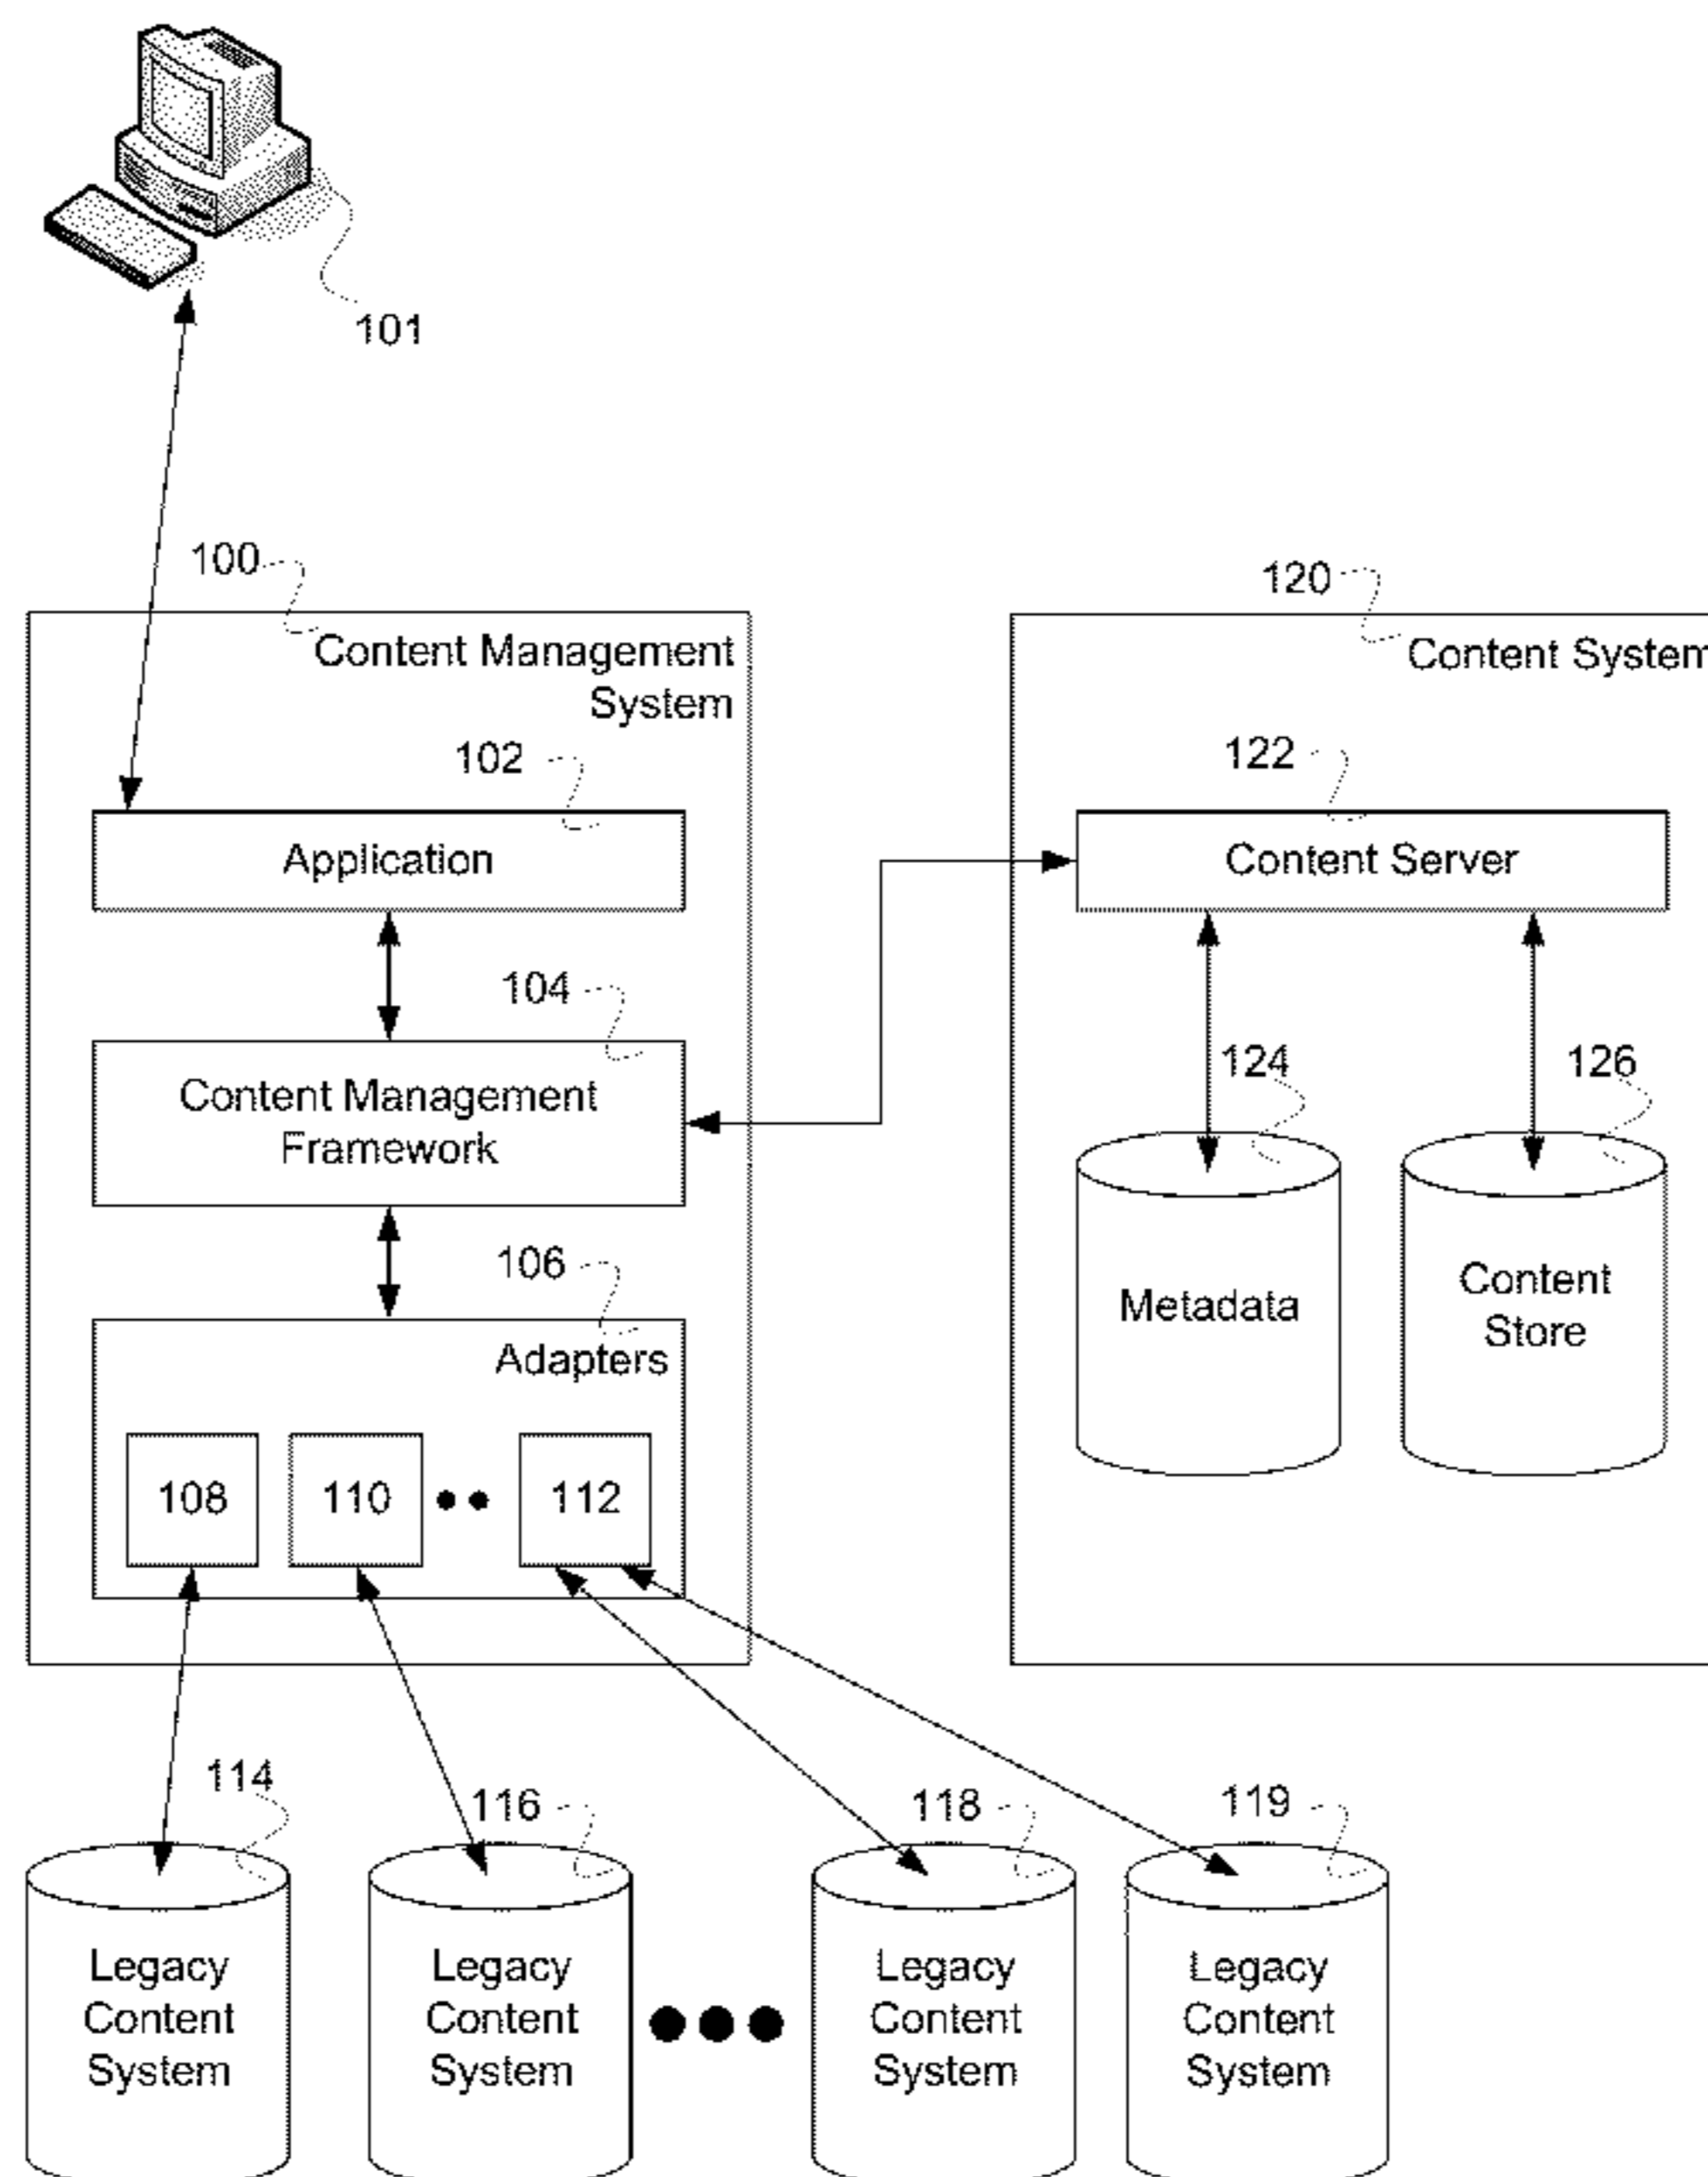 101
100
120
Content Management
System
Content System
102
122
Application
Content Server
104
124
126
Content Management
Framework
106
Metadata
Content
Store
Adapters
108
110
112
114
116
118
119
Legacy
Content
System
Legacy
Content
System
Legacy
Content
System
Legacy
Content
System